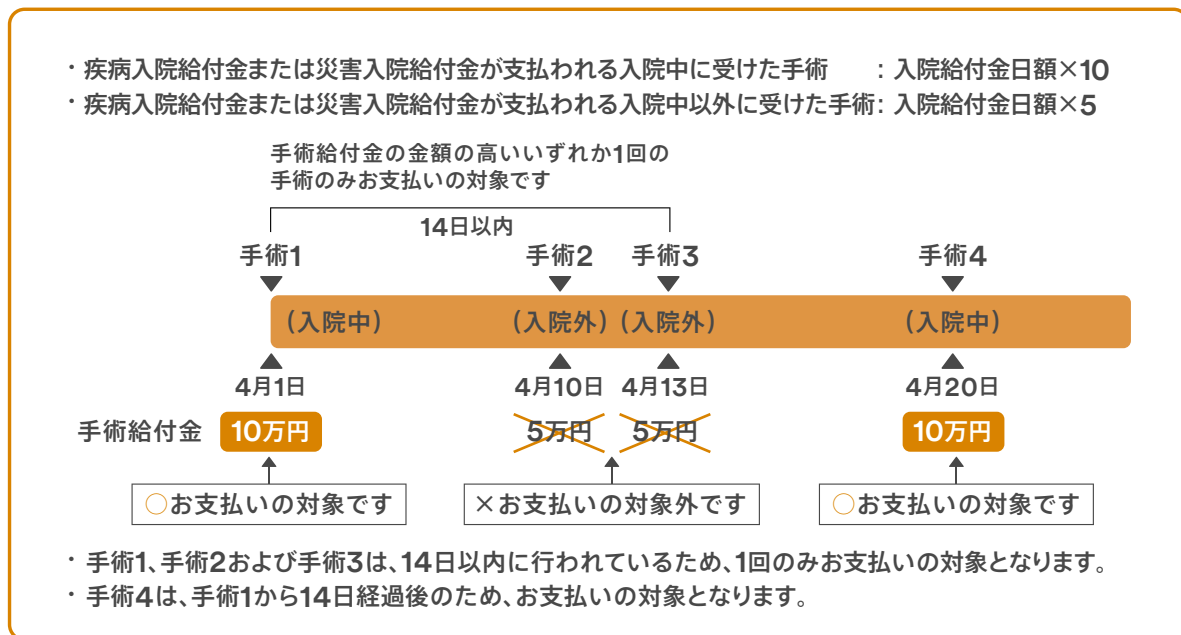 ・疾病入院給付金または災害入院給付金が支払われる入院中に受けた手術　：入院給付金日額×10
・疾病入院給付金または災害入院給付金が支払われる入院中以外に受けた手術：入院給付金日額×5
手術給付金の金額の高いいずれか1回の
手術のみお支払いの対象です
14日以内
手術1 手術2 手術3 手術4
(入院中) (入院外) (入院外) (入院中)
4月1日 4月10日 4月13日 4月20日
手術給付金 10万円 5万円 5万円 10万円
○お支払いの対象です ×お支払いの対象外です ○お支払いの対象です
・手術1、手術2および手術3は、14日以内に行われているため、1回のみお支払いの対象となります。
・手術4は、手術1から14日経過後のため、お支払いの対象となります。